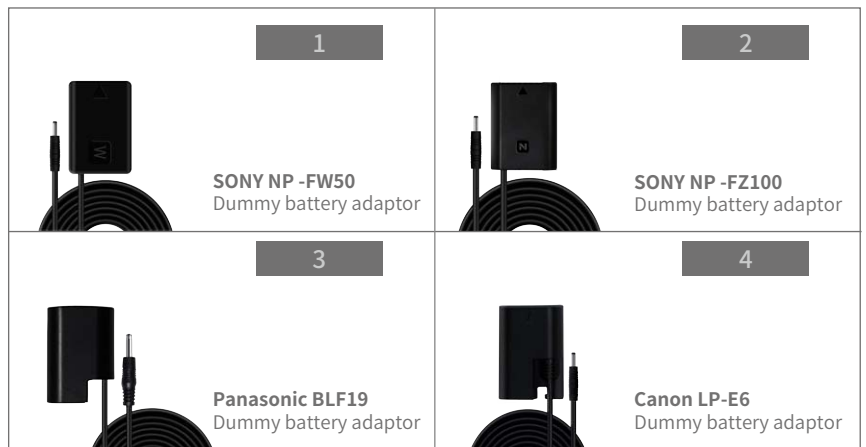 1
SONY NP -FW50
Dummy battery adaptor
2
SONY NP -FZ100
Dummy battery adaptor
3
Panasonic BLF19
Dummy battery adaptor
4
Canon LP-E6
Dummy battery adaptor